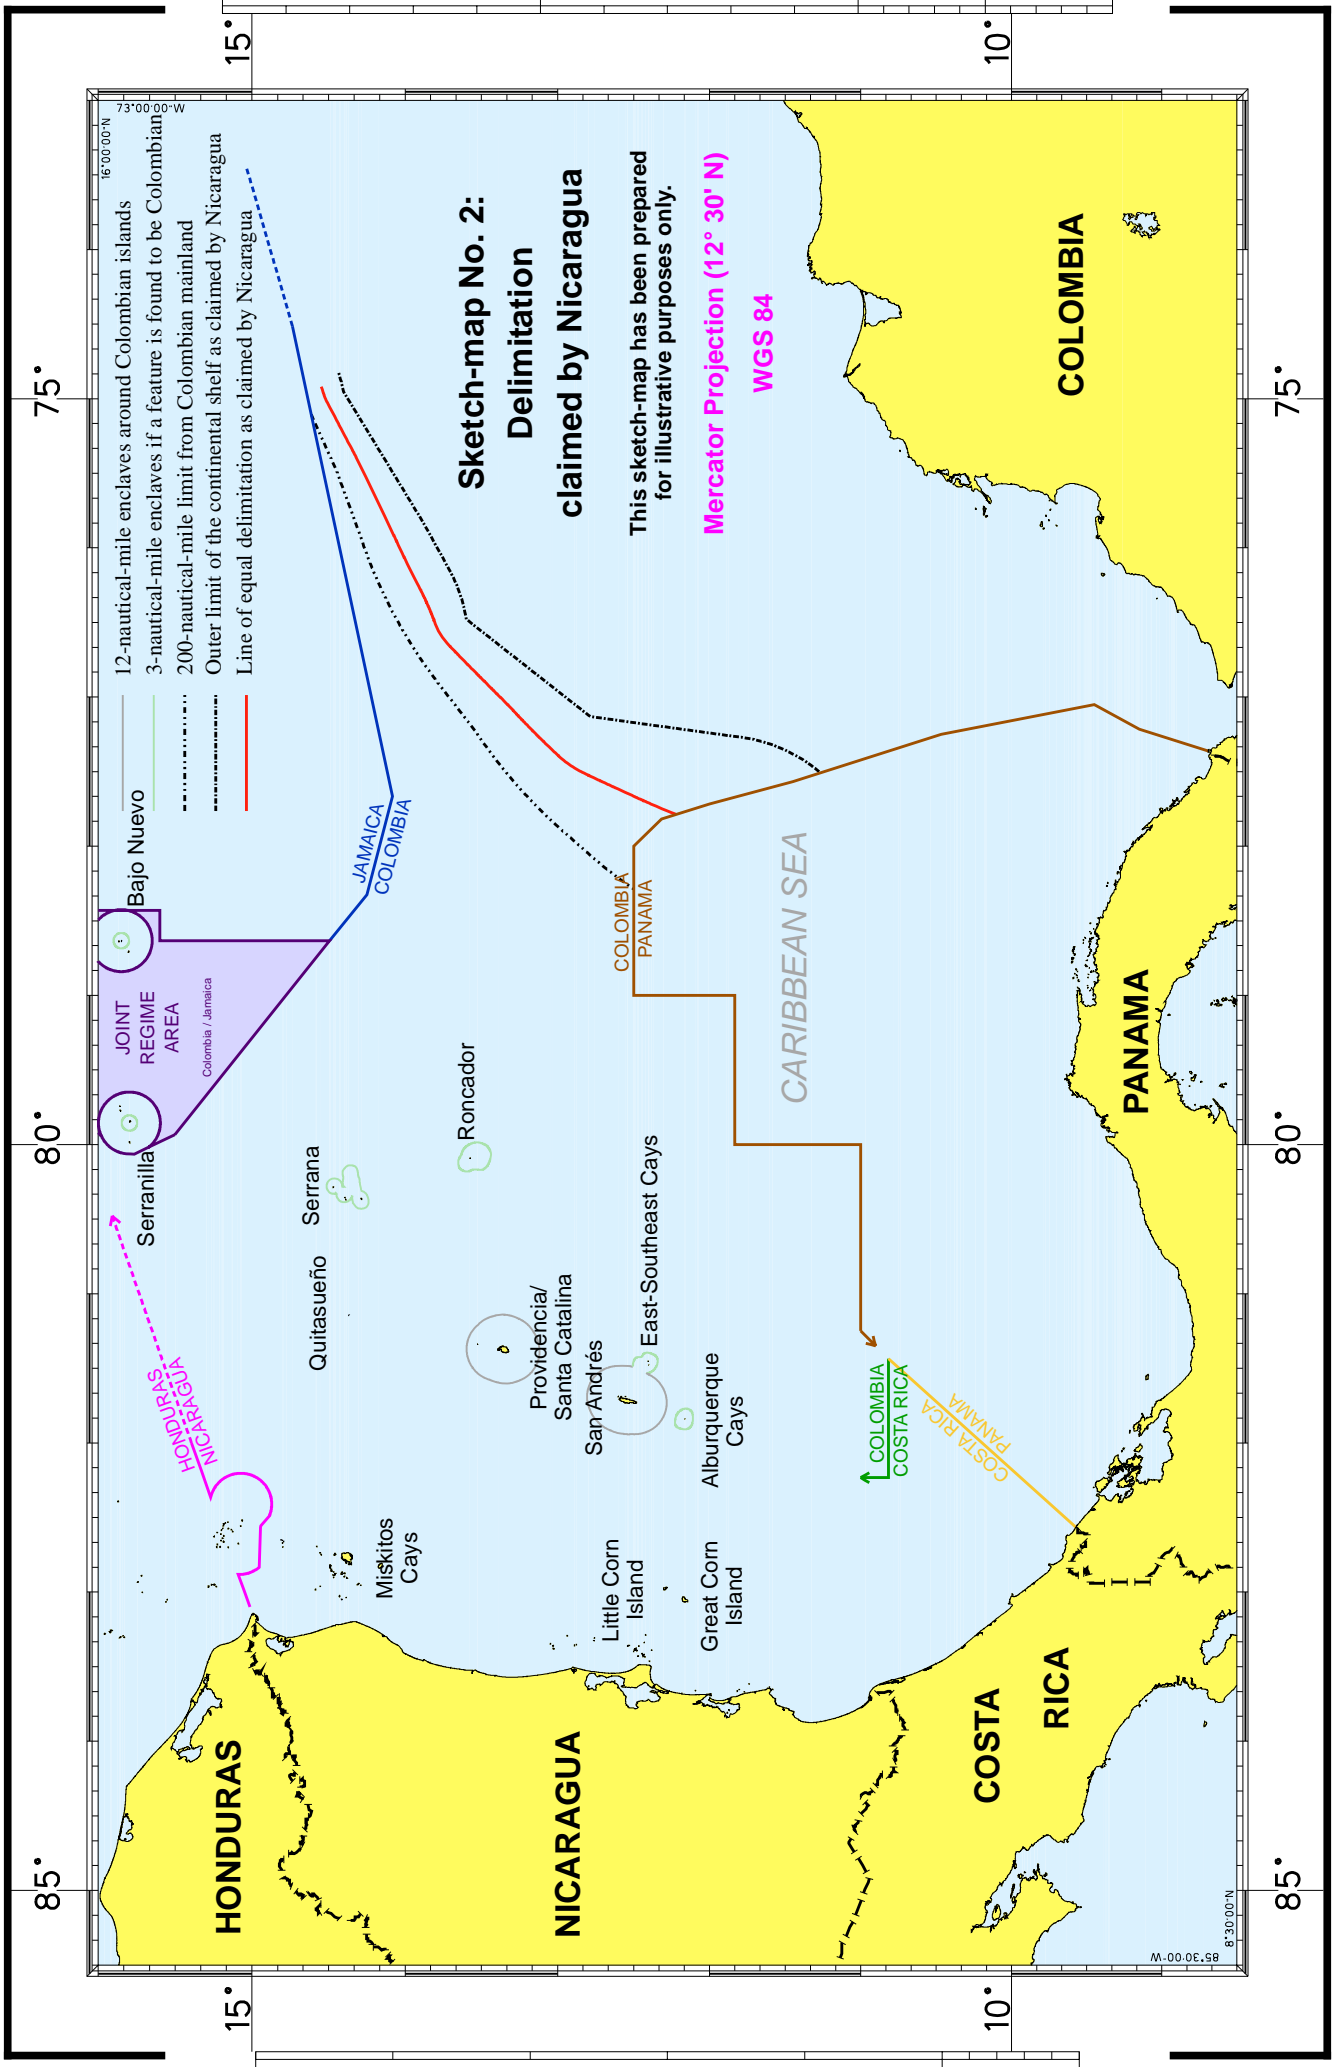 Sketch-map No. 2:
Delimitation
claimed by Nicaragua
This sketch-map has been prepared
for illustrative purposes only.
Mercator Projection (12° 30' N)
WGS 84
12-nautical-mile enclaves around Colombian islands
3-nautical-mile enclaves if a feature is found to be Colombian
200-nautical-mile limit from Colombian mainland
Outer limit of the continental shelf as claimed by Nicaragua
Line of equal delimitation as claimed by Nicaragua
16°00'00"N
73°00'00"W
85°
80°
75°
15°
15°
10°
10°
85°
80°
75°
HONDURAS
NICARAGUA
COSTA
RICA
PANAMA
COLOMBIA
CARIBBEAN SEA
HONDURAS
NICARAGUA
Serranilla
Bajo Nuevo
JOINT
REGIME
AREA
Colombia / Jamaica
JAMAICA
COLOMBIA
Quitasueño
Serrana
Roncador
Miskitos
Cays
Providencia/
Santa Catalina
San Andrés
East-Southeast Cays
Alburquerque
Cays
Little Corn
Island
Great Corn
Island
COLOMBIA
PANAMA
COLOMBIA
COSTA RICA
COSTA RICA
PANAMA
85°30'00"W
8°30'00"N